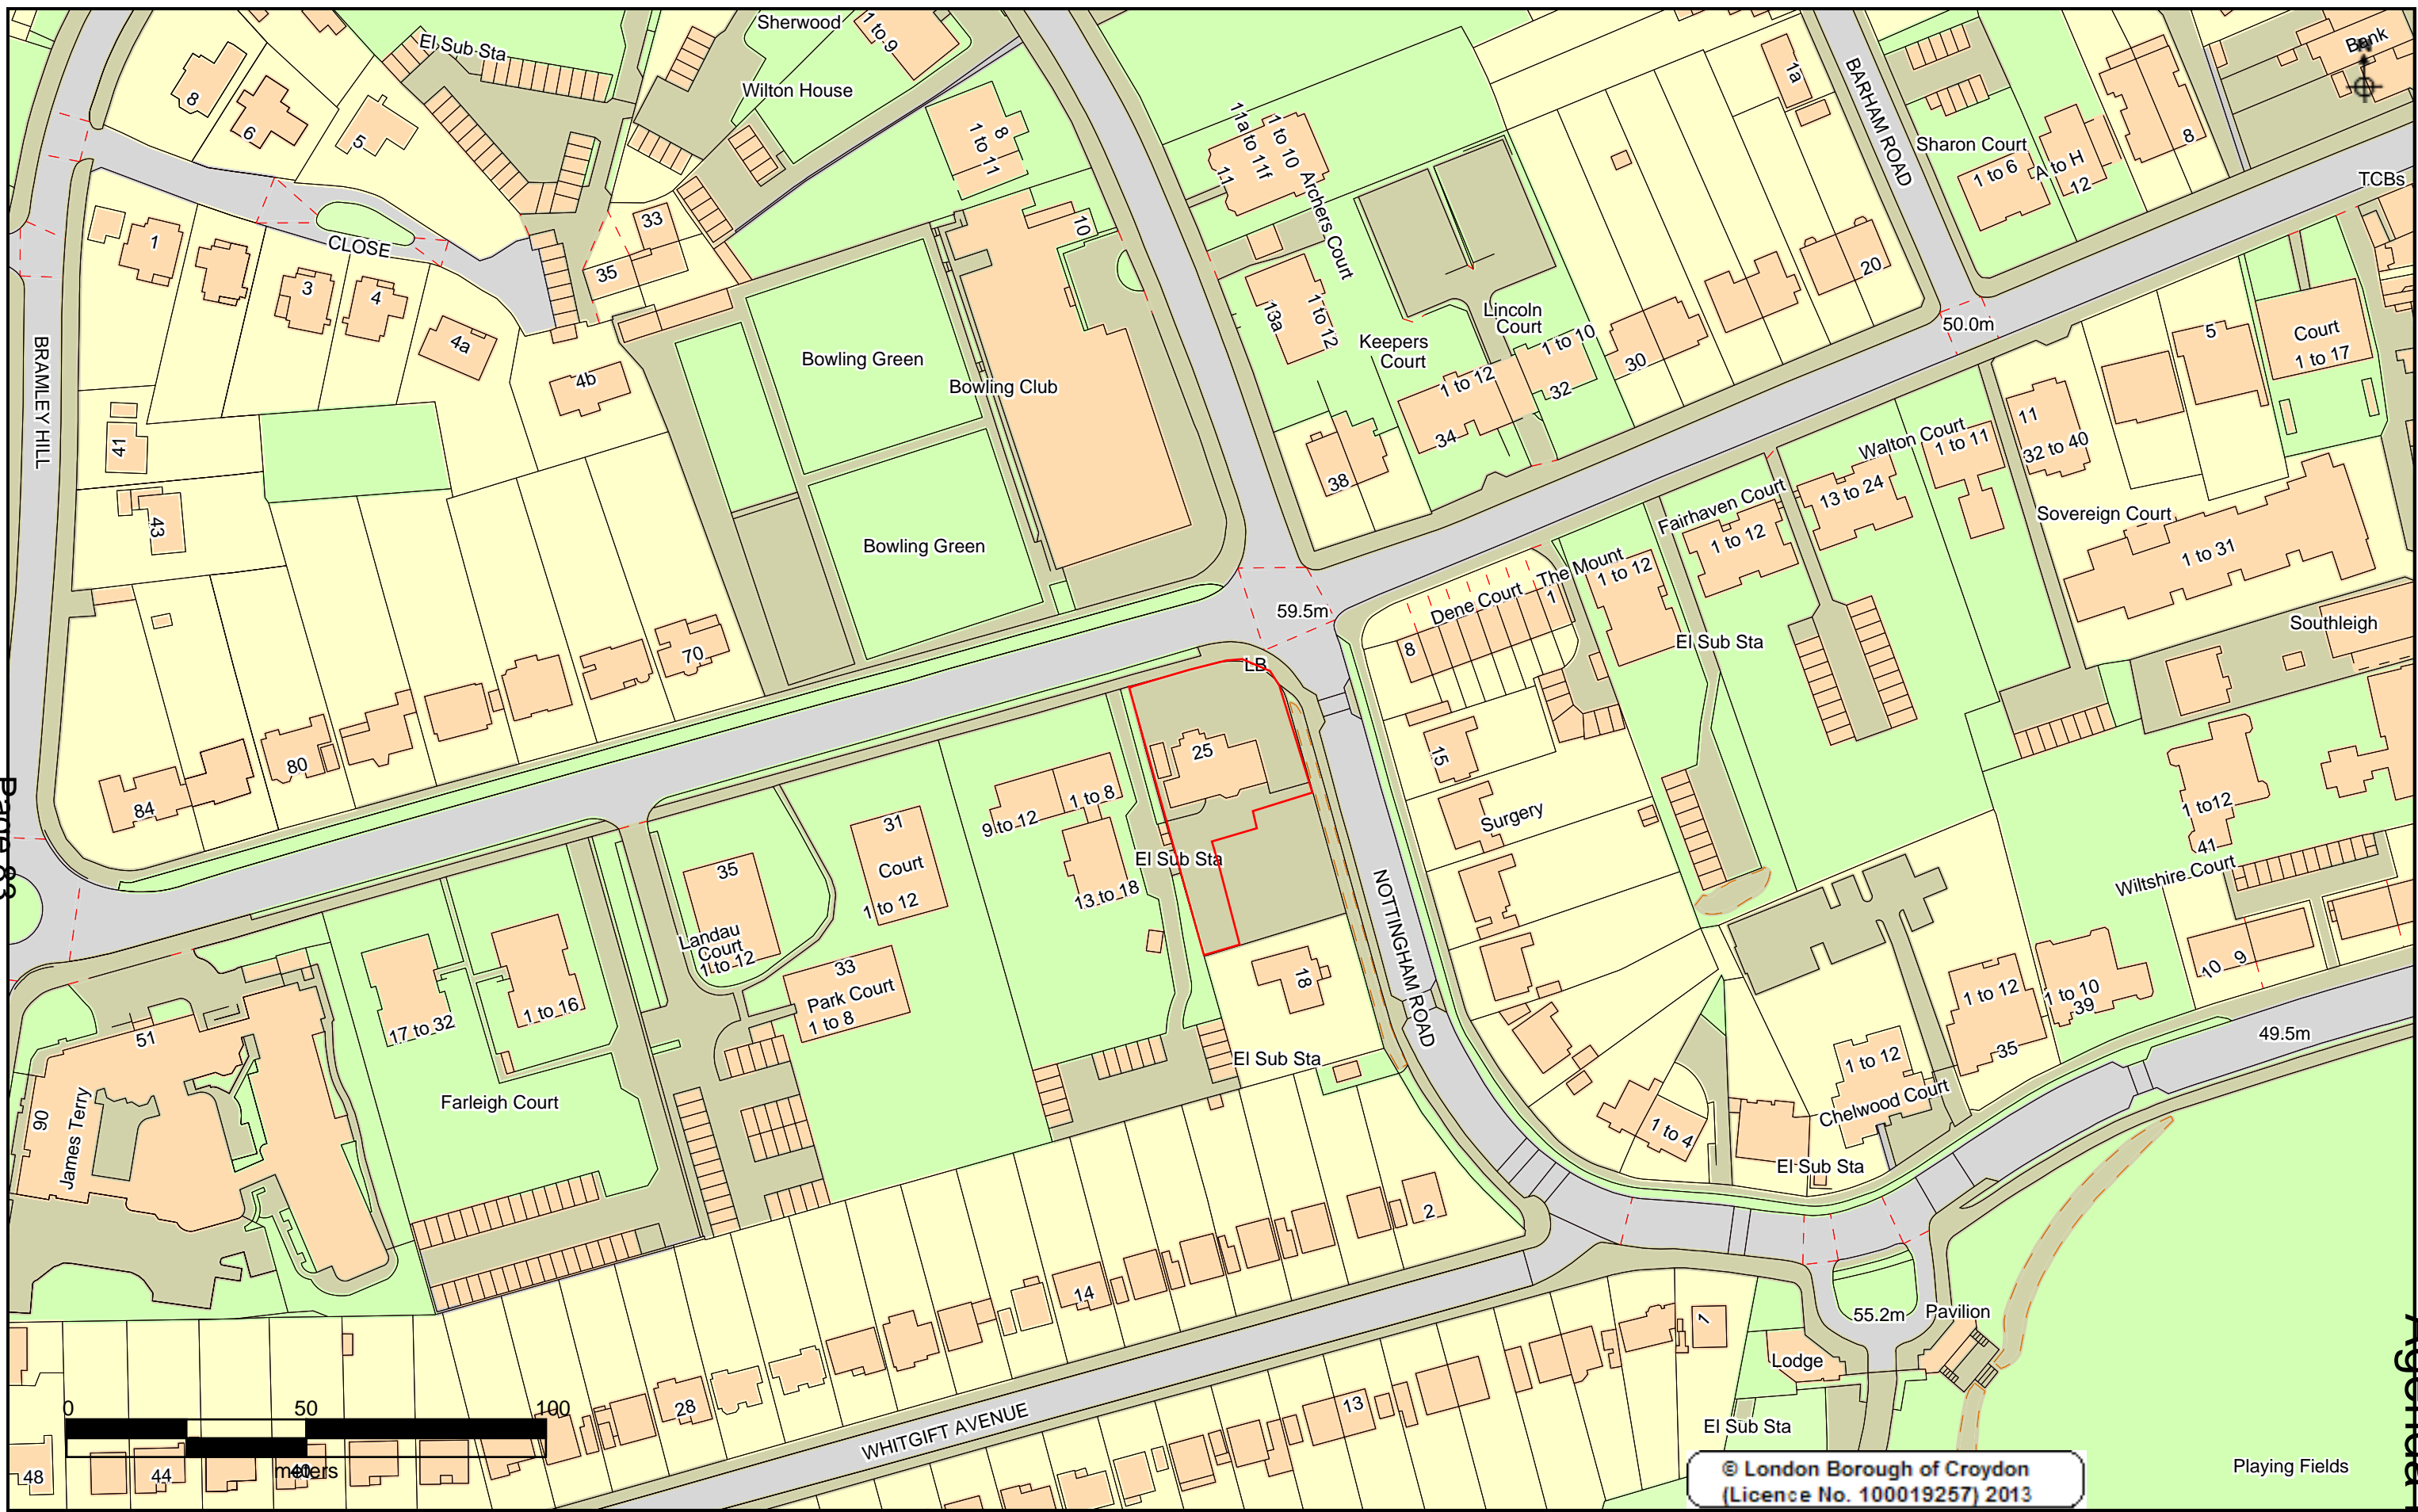 Sherwood
1 to 9
El Sub Sta
Wilton House
Bank
8
6
5
8
1 to 11
11a to 11f
1 to 10
11
Archers Court
1a
BARHAM ROAD
Sharon Court
1 to 6
A to H
12
8
TCBs
1
CLOSE
3
4
4a
4b
33
35
10
Bowling Green
Bowling Club
13a
1 to 12
Keepers
Court
Lincoln
Court
1 to 10
32
1 to 12
34
38
30
20
50.0m
5
Court
1 to 17
BRAMLEY HILL
41
43
Bowling Green
11
32 to 40
Walton Court
1 to 11
13 to 24
Fairhaven Court
1 to 12
Sovereign Court
1 to 31
The Mount
1 to 12
Dene Court
1
8
59.5m
El Sub Sta
Southleigh
70
80
84
LB
25
15
Surgery
1 to12
41
Wiltshire Court
Page 83
9 to 12
1 to 8
13 to 18
El Sub Sta
31
Court
1 to 12
35
Landau
Court
1 to 12
33
Park Court
1 to 8
NOTTINGHAM ROAD
18
El Sub Sta
17 to 32
1 to 16
Farleigh Court
51
90
James Terry
10
9
1 to 12
35
1 to 10
39
49.5m
1 to 12
Chelwood Court
1 to 4
El Sub Sta
2
14
28
WHITGIFT AVENUE
13
1
55.2m
Pavilion
Lodge
El Sub Sta
Playing Fields
0
50
100
meters
48
44
40
© London Borough of Croydon
(Licence No. 100019257) 2013